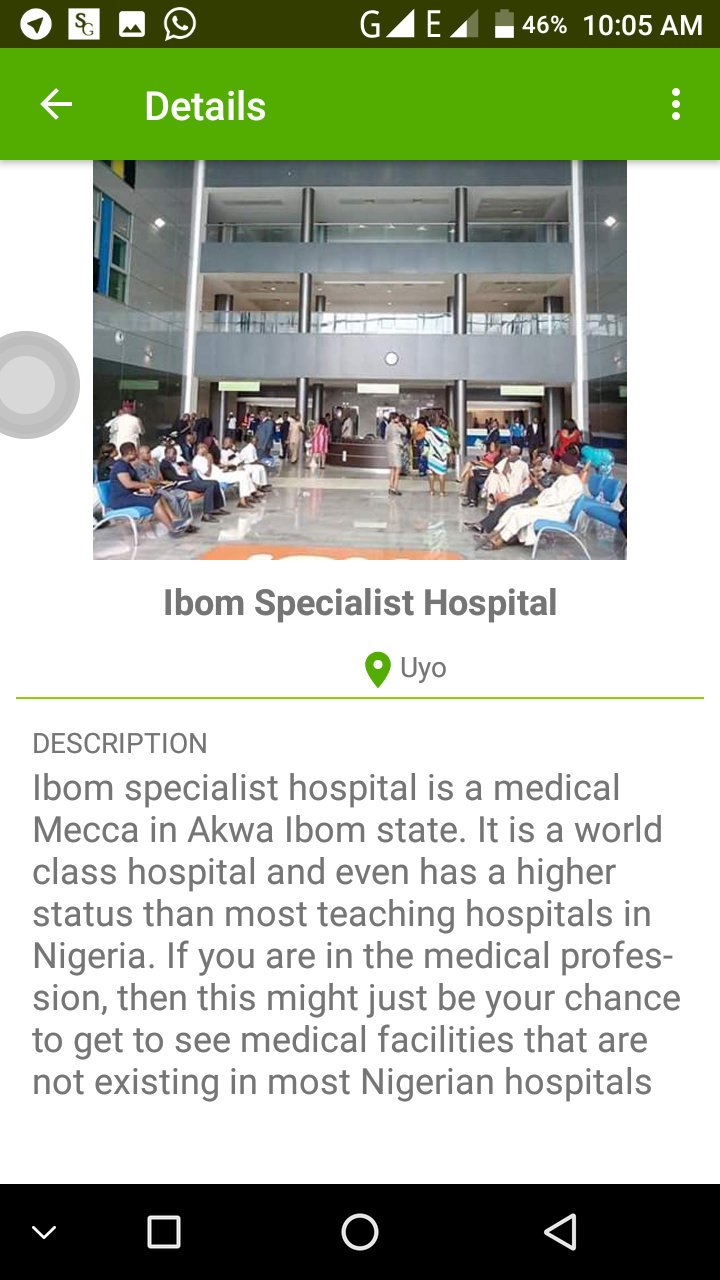 G E 46% 10:05 AM
Details
Ibom Specialist Hospital
Uyo
DESCRIPTION
Ibom specialist hospital is a medical
Mecca in Akwa Ibom state. It is a world
class hospital and even has a higher
status than most teaching hospitals in
Nigeria. If you are in the medical profes-
sion, then this might just be your chance
to get to see medical facilities that are
not existing in most Nigerian hospitals